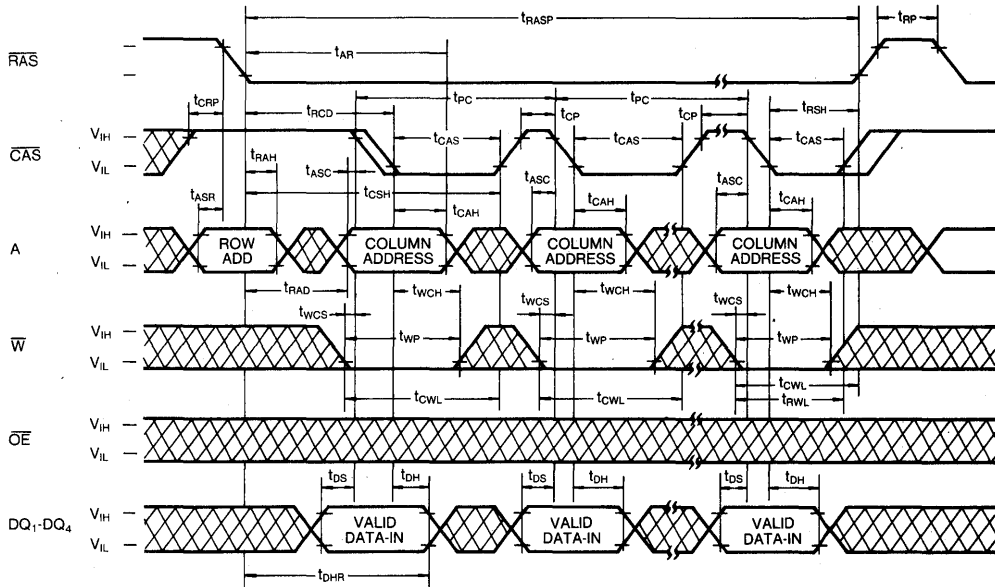 tRASP
tRP
tAR
RAS
tCRP
tRCD
tPC
tPC
tRSH
tCP
tCP
VIH
CAS
VIL
tCAS
tCAS
tCAS
tRAH
tASC
tCSH
tASC
tASC
tASR
tCAH
tCAH
tCAH
VIH
A
VIL
ROW
ADD
COLUMN
ADDRESS
COLUMN
ADDRESS
COLUMN
ADDRESS
tRAD
tWCH
tWCH
tWCH
tWCS
tWCS
tWCS
VIH
W
VIL
tWP
tWP
tWP
tCWL
tCWL
tCWL
tRWL
VIH
OE
VIL
tDS
tDH
tDS
tDH
tDS
tDH
VIH
DQ1-DQ4
VIL
VALID
DATA-IN
VALID
DATA-IN
VALID
DATA-IN
tDHR